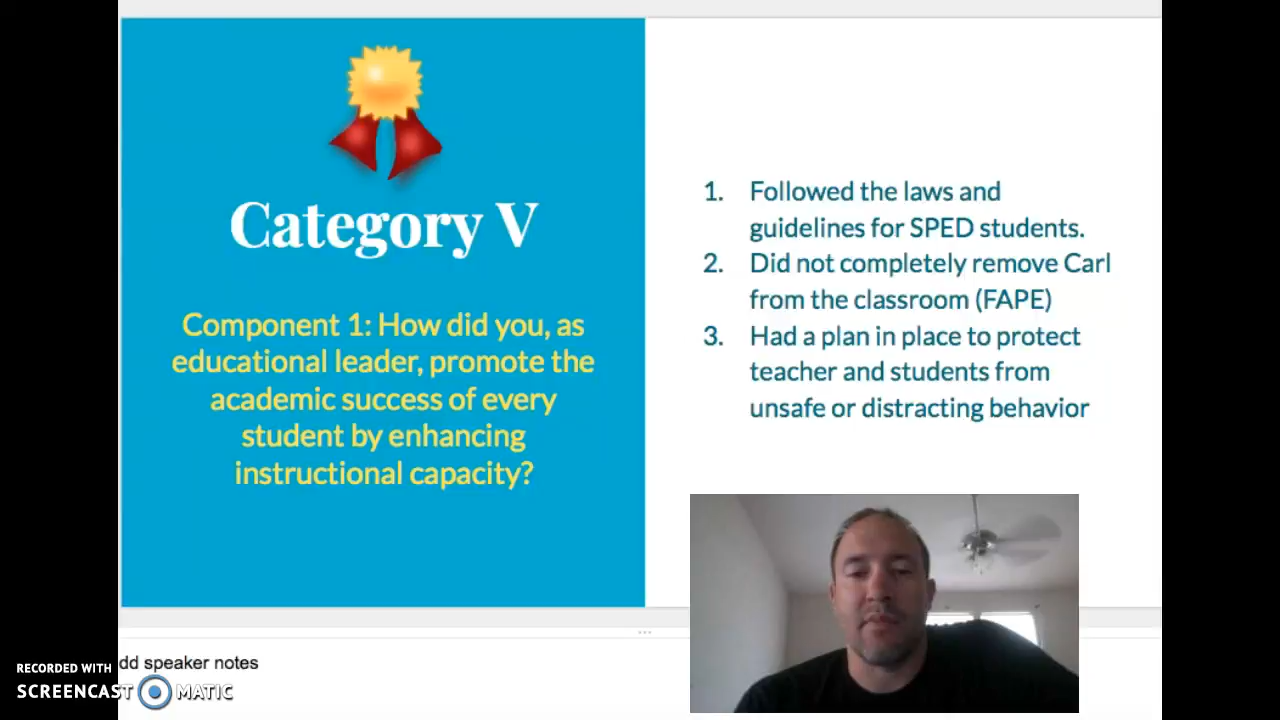 Category V
Component 1: How did you, as
educational leader, promote the
academic success of every
student by enhancing
instructional capacity?
1. Followed the laws and
guidelines for SPED students.
2. Did not completely remove Carl
from the classroom (FAPE)
3. Had a plan in place to protect
teacher and students from
unsafe or distracting behavior
dd speaker notes
RECORDED WITH
SCREENCAST MATIC